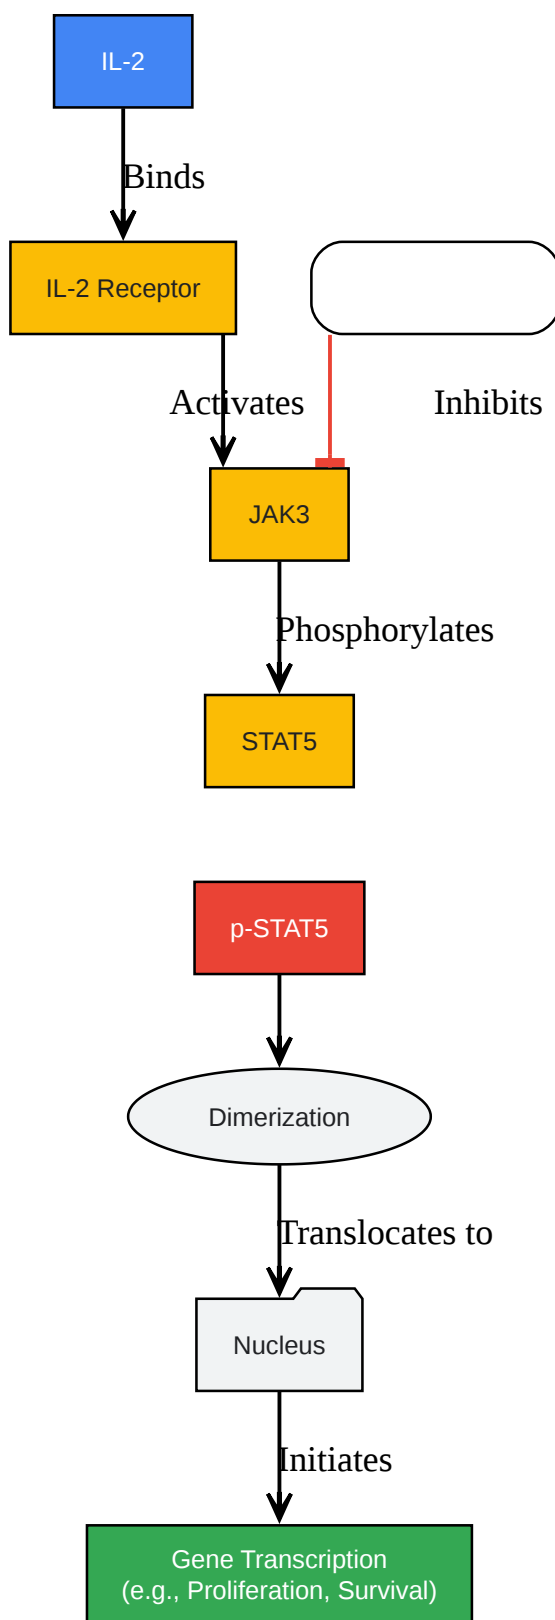 IL-2
Binds
IL-2 Receptor
Activates
Inhibits
JAK3
Phosphorylates
STAT5
p-STAT5
Dimerization
Translocates to
Nucleus
Initiates
Gene Transcription
(e.g., Proliferation, Survival)